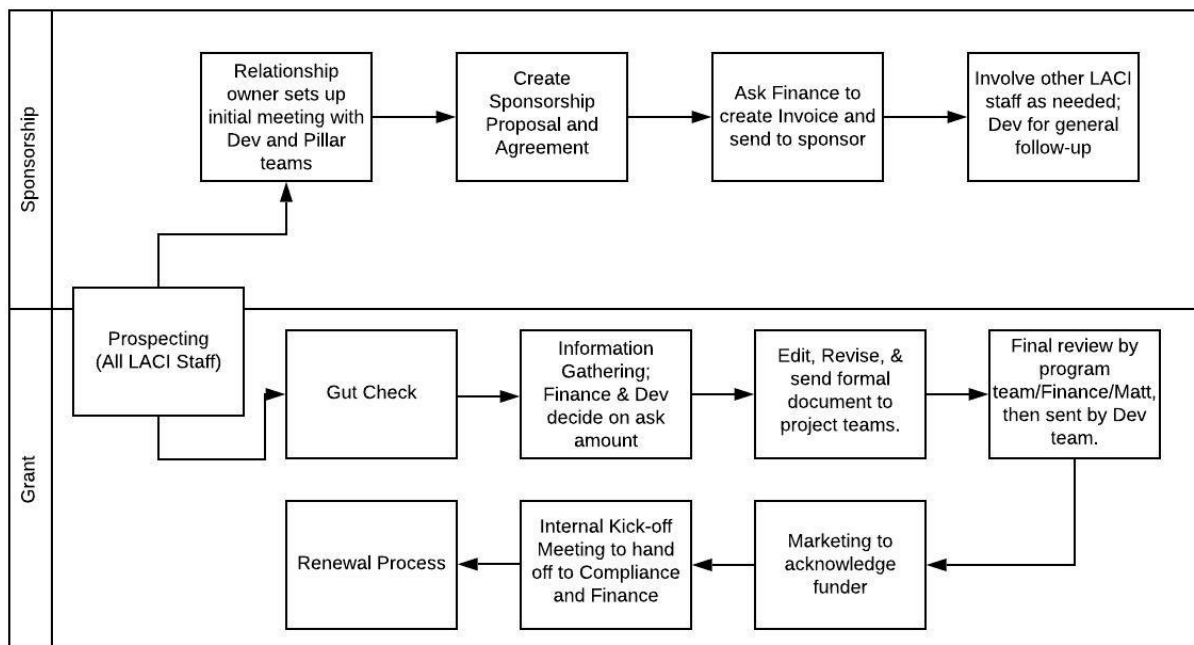 Sponsorship
Relationship
owner sets up
initial meeting with
Dev and Pillar
teams
Create
Sponsorship
Proposal and
Agreement
Ask Finance to
create Invoice and
send to sponsor
Involve other LACI
staff as needed;
Dev for general
follow-up
Prospecting
(All LACI Staff)
Grant
Gut Check
Information
Gathering;
Finance & Dev
decide on ask
amount
Edit, Revise, &
send formal
document to
project teams.
Final review by
program
team/Finance/Matt,
then sent by Dev
team.
Marketing to
acknowledge
funder
Internal Kick-off
Meeting to hand
off to Compliance
and Finance
Renewal Process